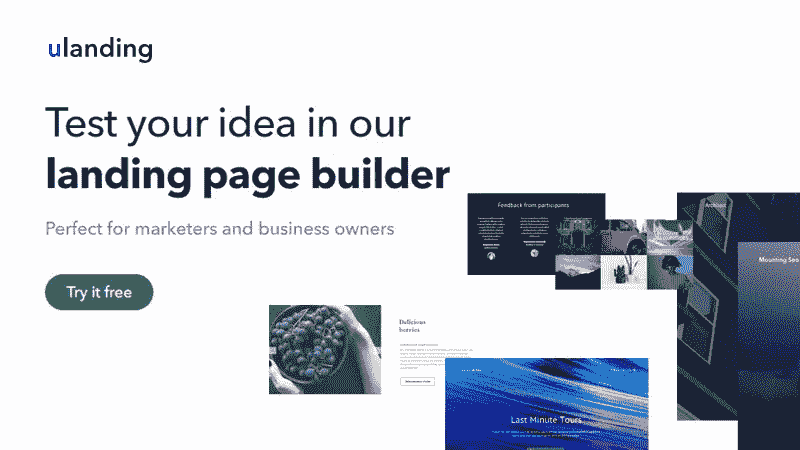 ulanding
Test your idea in our
landing page builder
Perfect for marketers and business owners
Try it free
Feedback from participants
Mounting Sea
Delicious
berries
Last Minute Tours